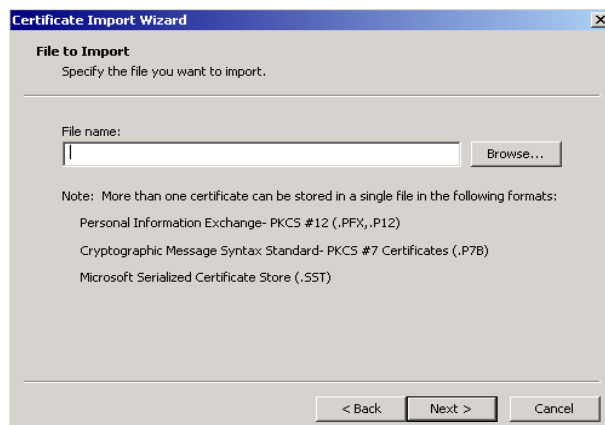 Certificate Import Wizard
File to Import
Specify the file you want to import.
File name:
Browse...
Note: More than one certificate can be stored in a single file in the following formats:
Personal Information Exchange- PKCS #12 (.PFX,.P12)
Cryptographic Message Syntax Standard- PKCS #7 Certificates (.P7B)
Microsoft Serialized Certificate Store (.SST)
< Back Next > Cancel